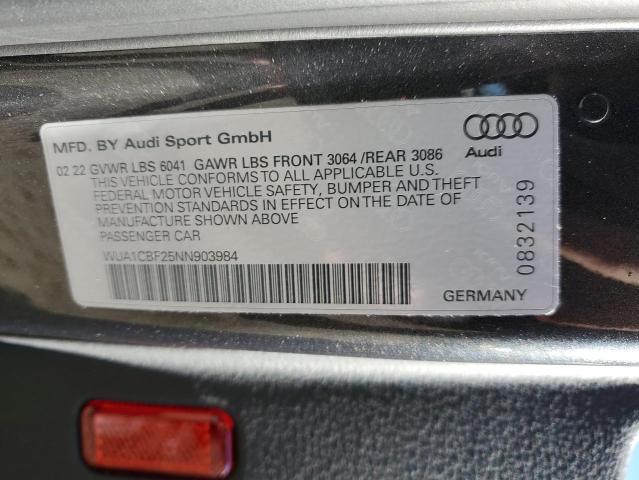 MFD. BY Audi Sport GmbH
02 22 GVWR LBS 6041 GAWR LBS FRONT 3064 /REAR 3086
THIS VEHICLE CONFORMS TO ALL APPLICABLE U.S.
FEDERAL MOTOR VEHICLE SAFETY, BUMPER AND THEFT
PREVENTION STANDARDS IN EFFECT ON THE DATE OF
MANUFACTURE SHOWN ABOVE
PASSENGER CAR
WUA1CBF25NN903984
Audi
0832139
GERMANY